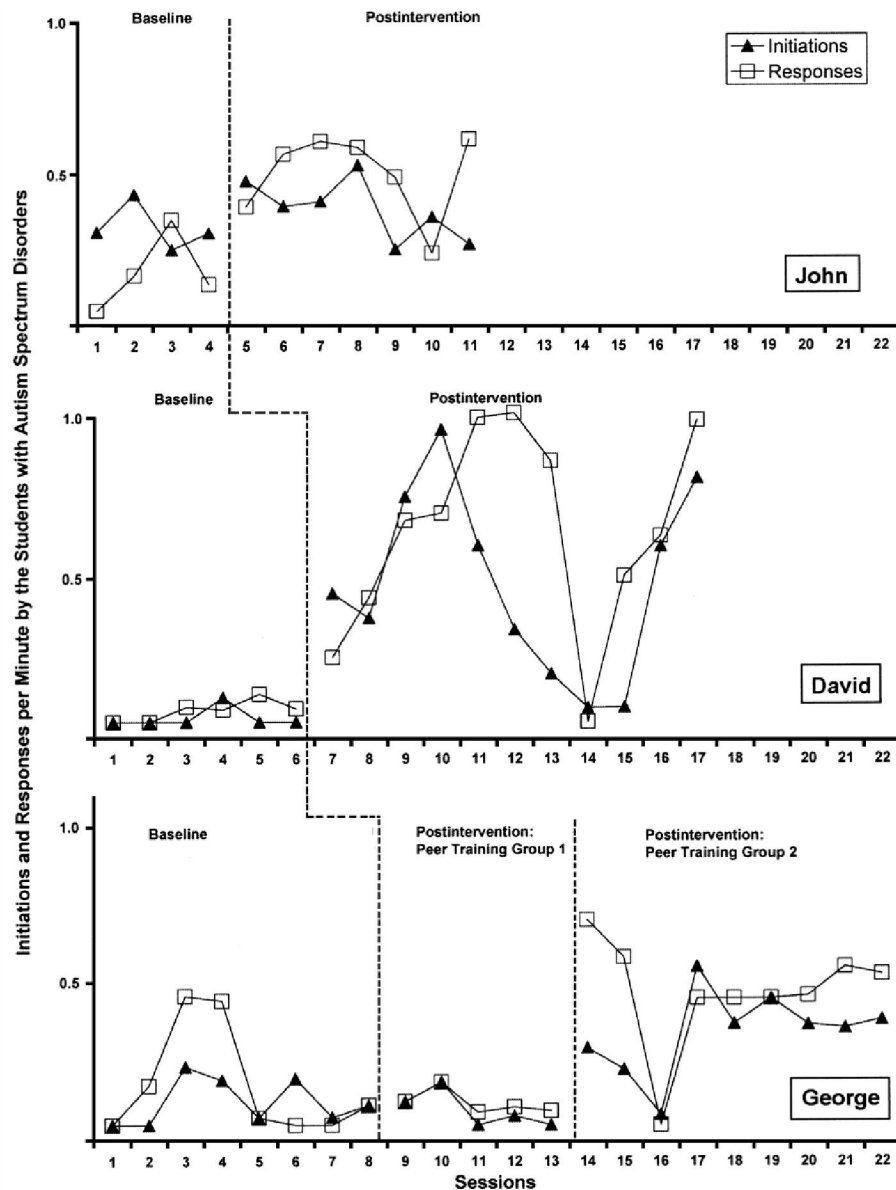 Initiations and Responses per Minute by the Students with Autism Spectrum Disorders
Baseline
Postintervention
Initiations
Responses
1.0
0.5
John
1 2 3 4 5 6 7 8 9 10 11 12 13 14 15 16 17 18 19 20 21 22
Baseline
Postintervention
1.0
0.5
David
1 2 3 4 5 6 7 8 9 10 11 12 13 14 15 16 17 18 19 20 21 22
Baseline
Postintervention:
Peer Training Group 1
Postintervention:
Peer Training Group 2
1.0
0.5
George
1 2 3 4 5 6 7 8 9 10 11 12 13 14 15 16 17 18 19 20 21 22
Sessions